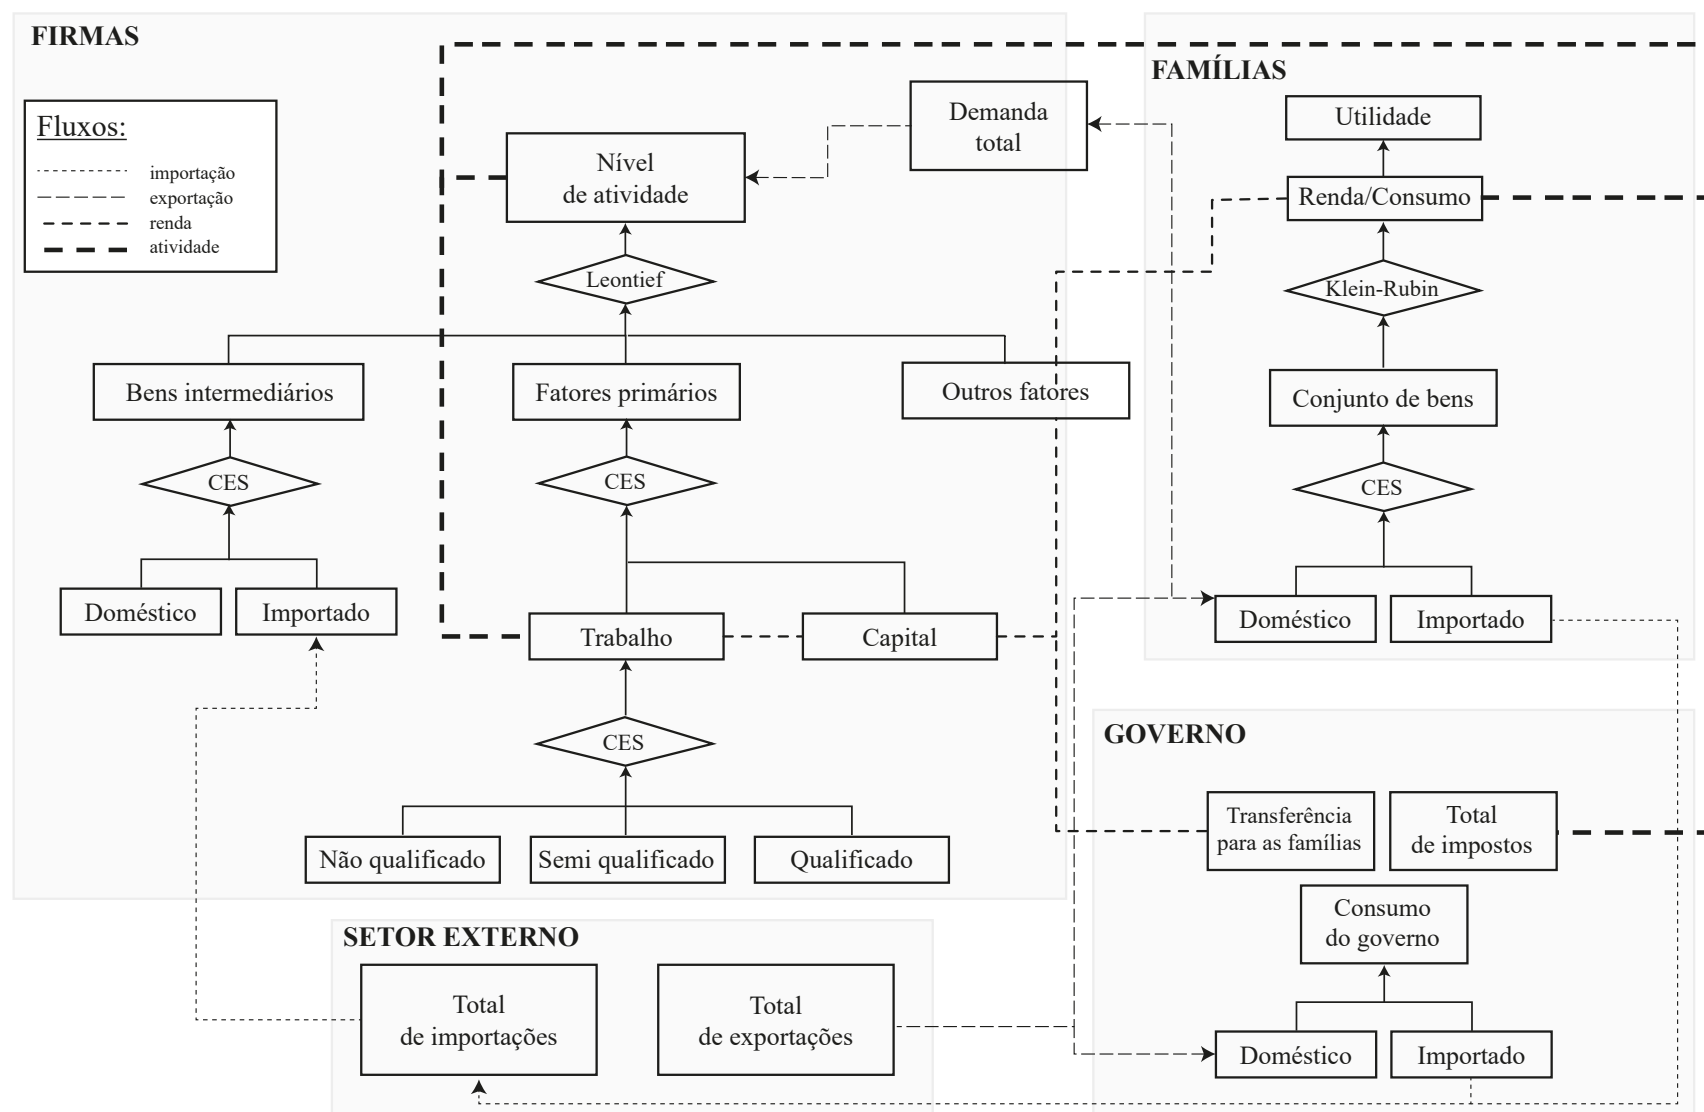 FIRMAS
Fluxos:
importação
exportação
renda
atividade
Demanda
total
Nível
de atividade
Leontief
Bens intermediários
Fatores primários
Outros fatores
CES
CES
Doméstico
Importado
Trabalho
Capital
CES
Não qualificado
Semi qualificado
Qualificado
FAMÍLIAS
Utilidade
Renda/Consumo
Klein-Rubin
Conjunto de bens
CES
Doméstico
Importado
GOVERNO
Transferência
para as famílias
Total
de impostos
Consumo
do governo
Doméstico
Importado
SETOR EXTERNO
Total
de importações
Total
de exportações